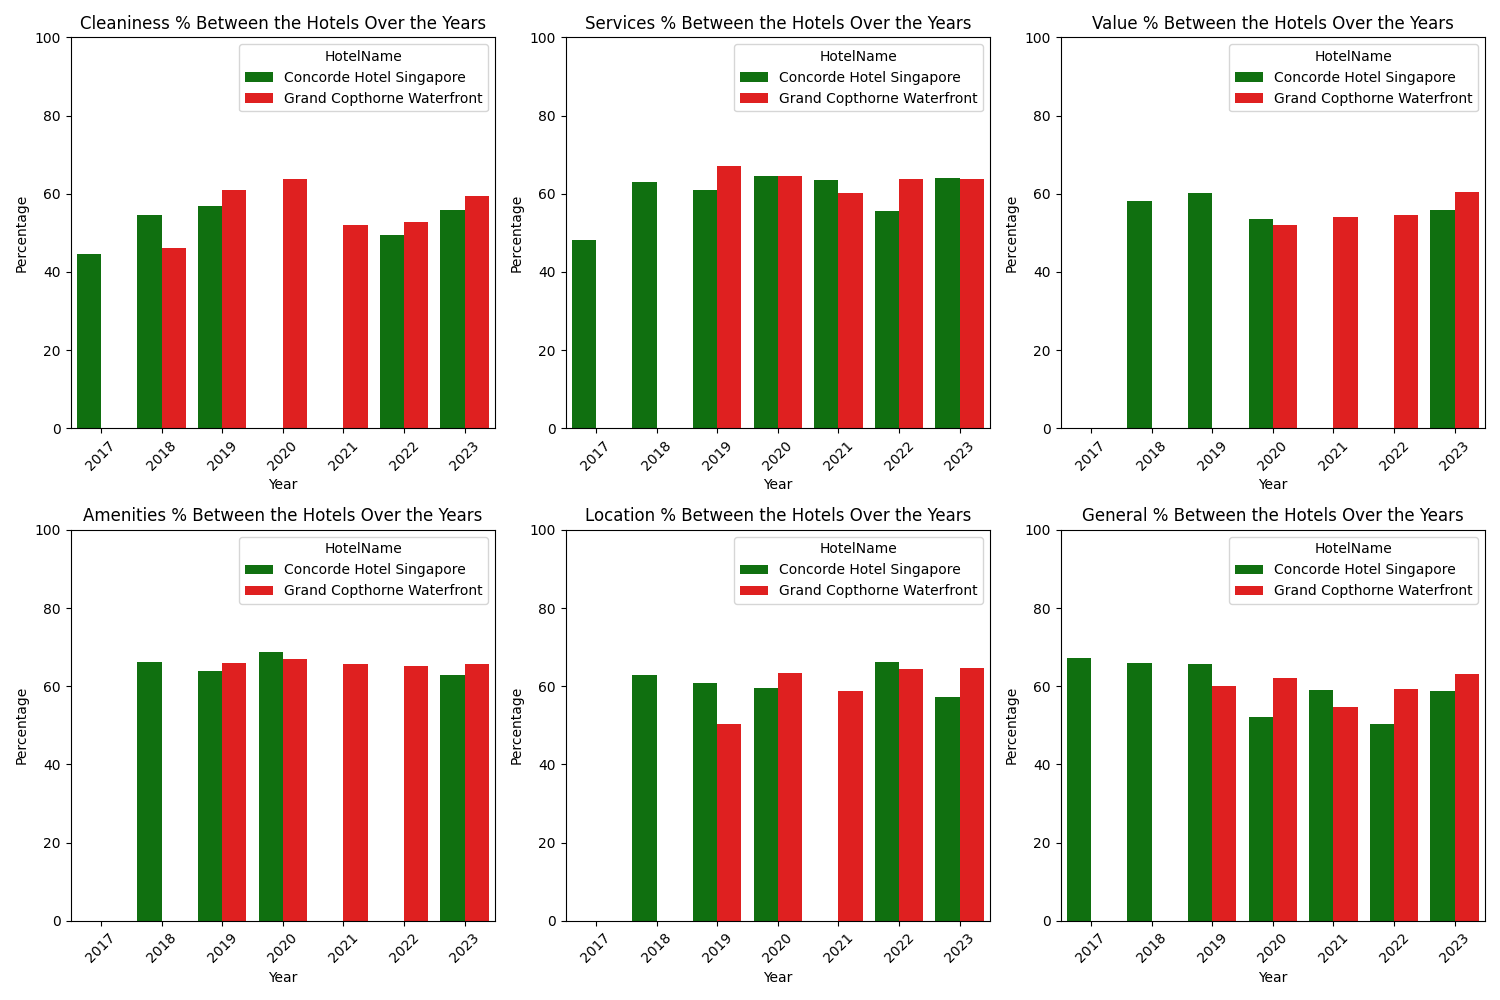 Cleaniness % Between the Hotels Over the Years
100
80
60
40
20
0
Percentage
HotelName
Concorde Hotel Singapore
Grand Copthorne Waterfront
2017
2018
2019
2020
2021
2022
2023
Year
Services % Between the Hotels Over the Years
100
80
60
40
20
0
Percentage
HotelName
Concorde Hotel Singapore
Grand Copthorne Waterfront
2017
2018
2019
2020
2021
2022
2023
Year
Value % Between the Hotels Over the Years
100
80
60
40
20
0
Percentage
HotelName
Concorde Hotel Singapore
Grand Copthorne Waterfront
2017
2018
2019
2020
2021
2022
2023
Year
Amenities % Between the Hotels Over the Years
100
80
60
40
20
0
Percentage
HotelName
Concorde Hotel Singapore
Grand Copthorne Waterfront
2017
2018
2019
2020
2021
2022
2023
Year
Location % Between the Hotels Over the Years
100
80
60
40
20
0
Percentage
HotelName
Concorde Hotel Singapore
Grand Copthorne Waterfront
2017
2018
2019
2020
2021
2022
2023
Year
General % Between the Hotels Over the Years
100
80
60
40
20
0
Percentage
HotelName
Concorde Hotel Singapore
Grand Copthorne Waterfront
2017
2018
2019
2020
2021
2022
2023
Year